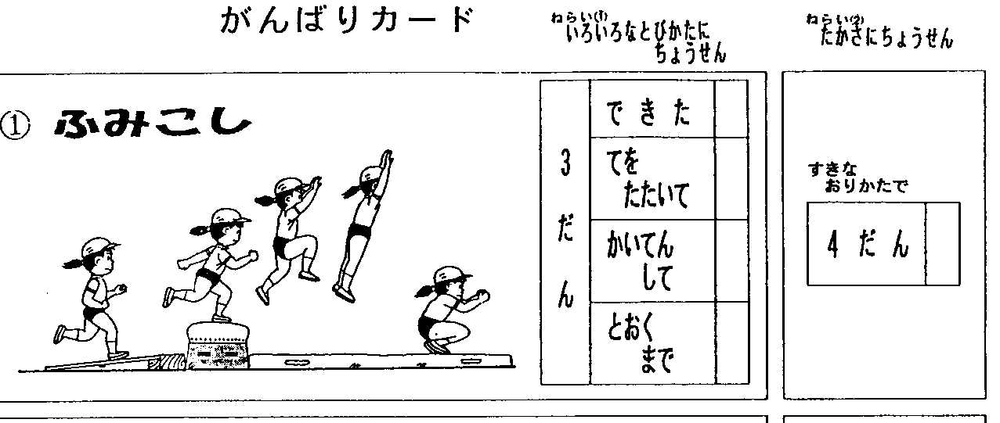 がんばりカード
ねらい(1)
いろいろなとびかたに
ちょうせん
ねらい(2)
たかさにちょうせん
① ふみこし
3だん
できた
てを
たたいて
かいてん
して
とおく
まで
すきな
おりかたで
4だん